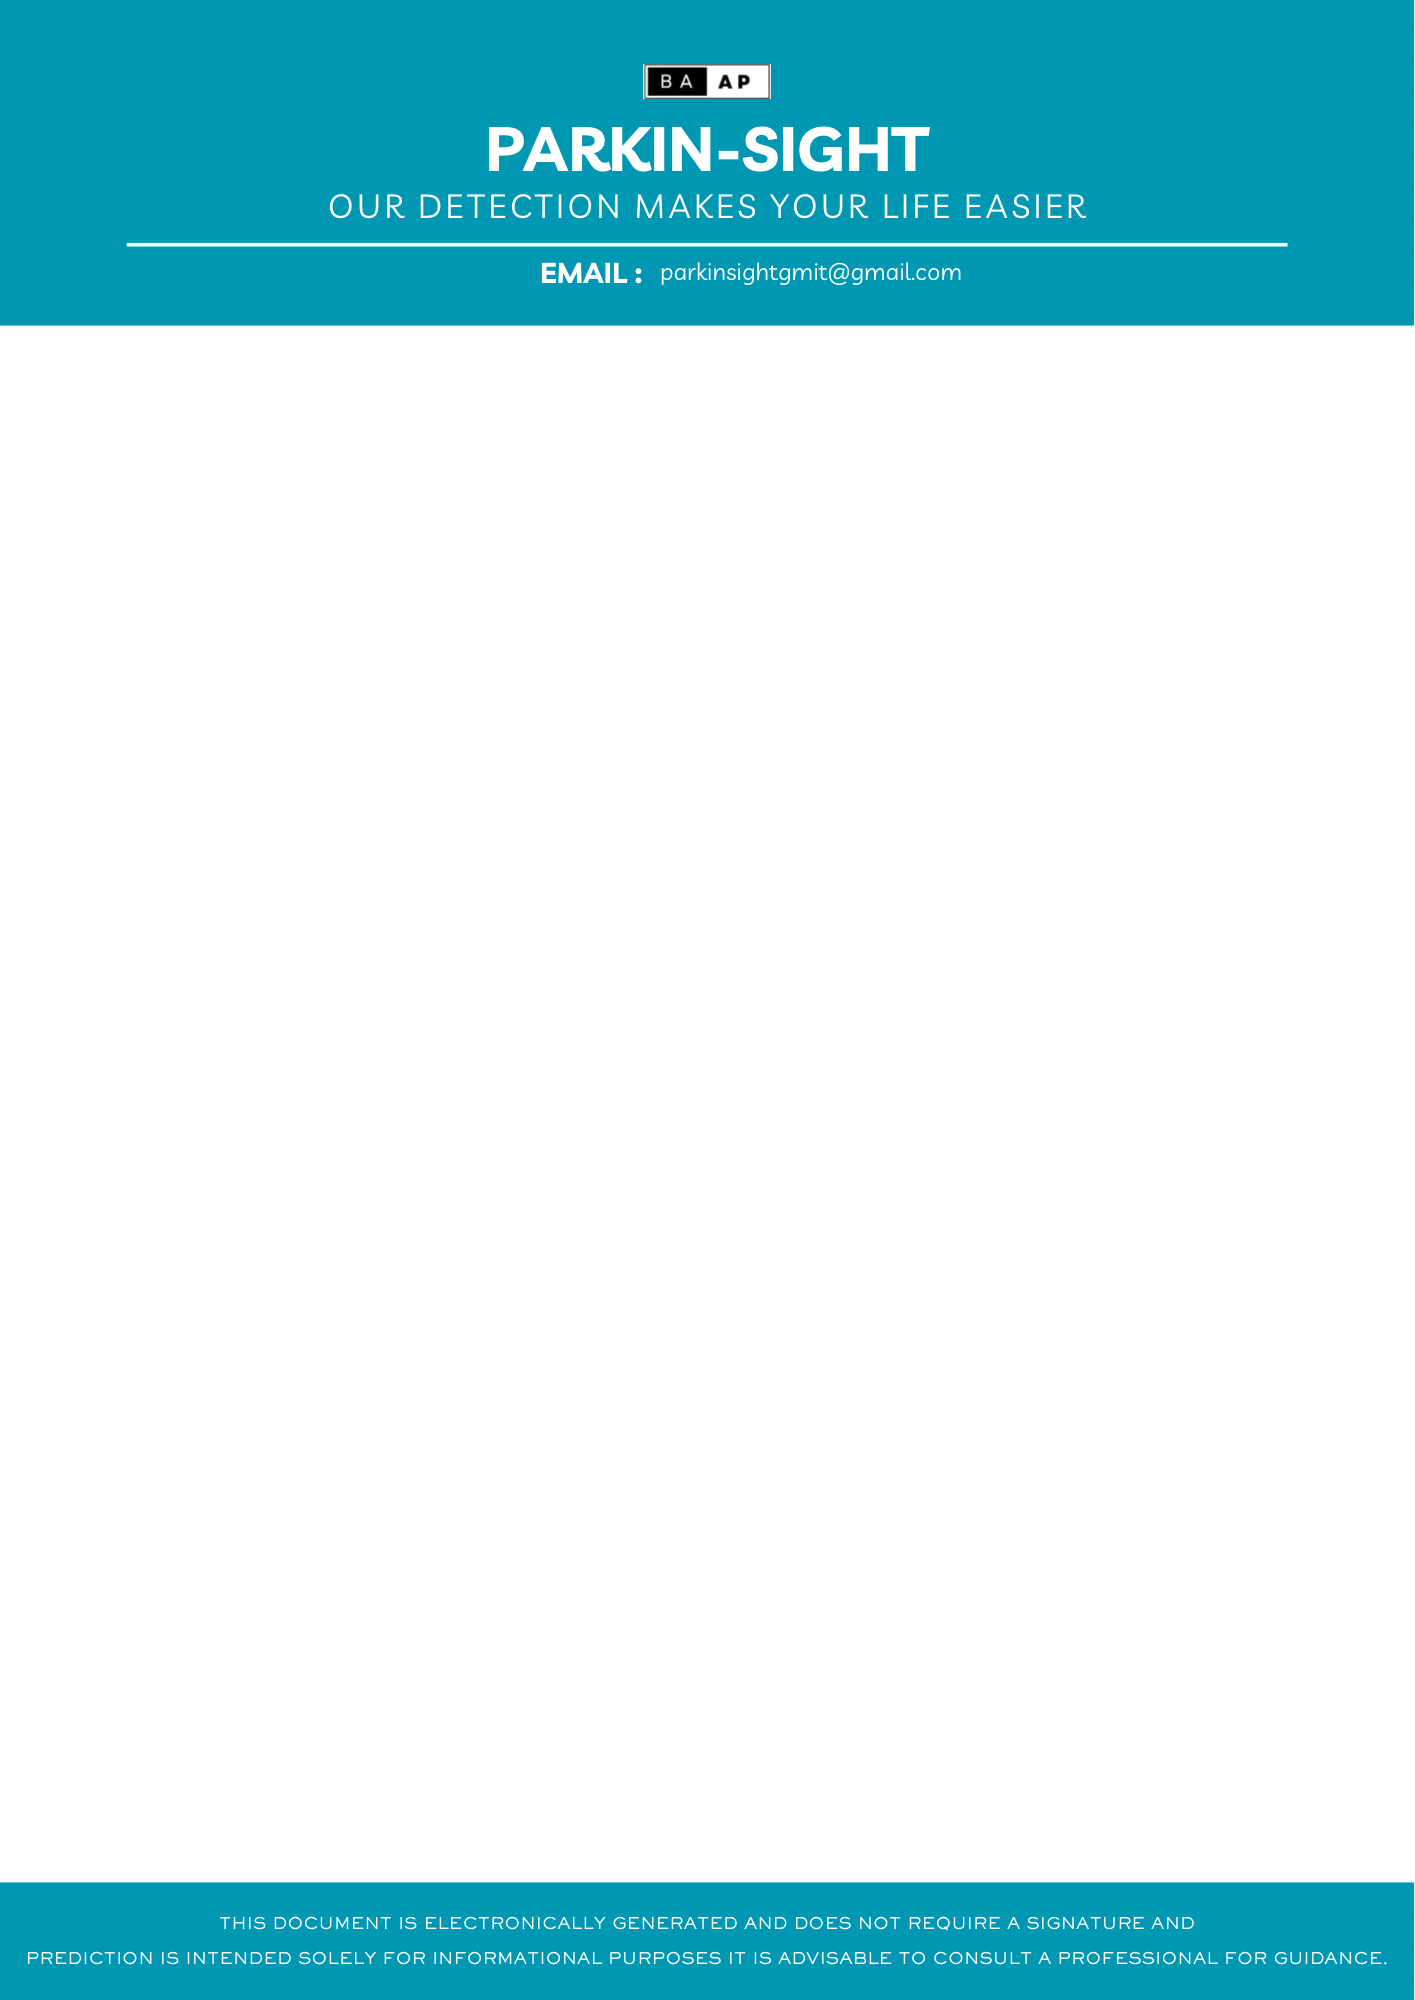 BA AP
PARKIN-SIGHT
OUR DETECTION MAKES YOUR LIFE EASIER
EMAIL : parkinsightgmit@gmail.com
THIS DOCUMENT IS ELECTRONICALLY GENERATED AND DOES NOT REQUIRE A SIGNATURE AND
PREDICTION IS INTENDED SOLELY FOR INFORMATIONAL PURPOSES IT IS ADVISABLE TO CONSULT A PROFESSIONAL FOR GUIDANCE.